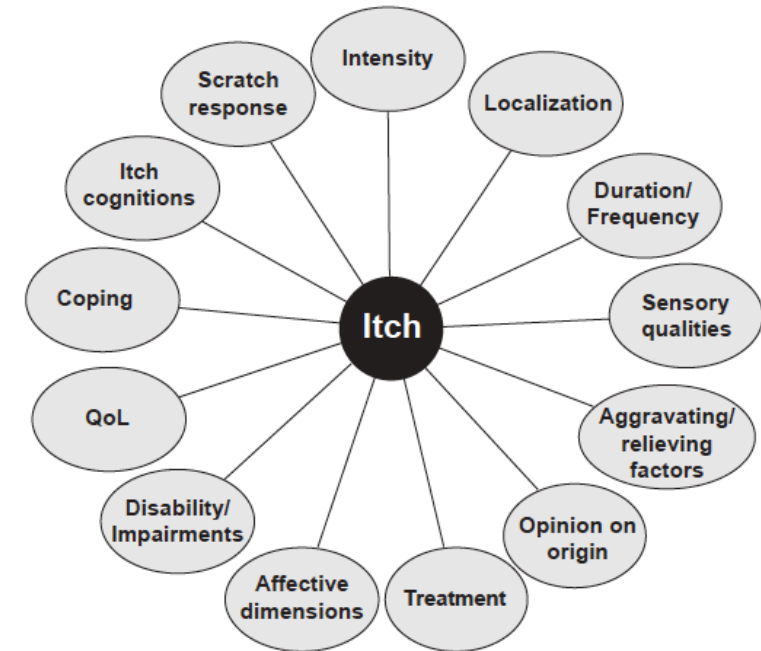 Intensity
Scratch
response
Localization
Itch
cognitions
Duration/
Frequency
Coping
Itch
Sensory
qualities
QoL
Aggravating/
relieving
factors
Disability/
Impairments
Opinion on
origin
Affective
dimensions
Treatment